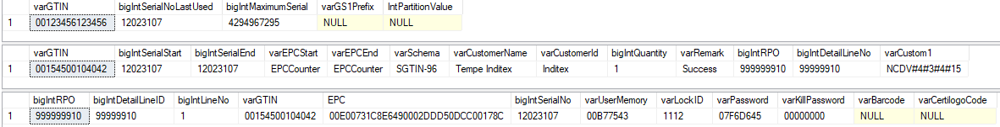 varGTIN bigIntSerialNoLastUsed bigIntMaximumSerial varGS1Prefix IntPartitionValue
1 00123456123456 12023107 4294967295 NULL NULL
varGTIN bigIntSerialStart bigIntSerialEnd varEPCStart varEPCEnd varSchema varCustomerName varCustomerId bigIntQuantity varRemark bigIntRPO bigIntDetailLineNo varCustom1
1 00154500104042 12023107 12023107 EPCCounter EPCCounter SGTIN-96 Tempe Inditex Inditex 1 Success 999999910 99999910 NCDV#4#3#4#15
bigIntRPO bigIntDetailLineID bigIntLineNo varGTIN EPC bigIntSerialNo varUserMemory varLockID varPassword varKillPassword varBarcode varCertilogoCode
1 999999910 99999910 1 00154500104042 00E00731C8E6490002DDD50DCC00178C 12023107 00B77543 1112 07F6D645 00000000 NULL NULL